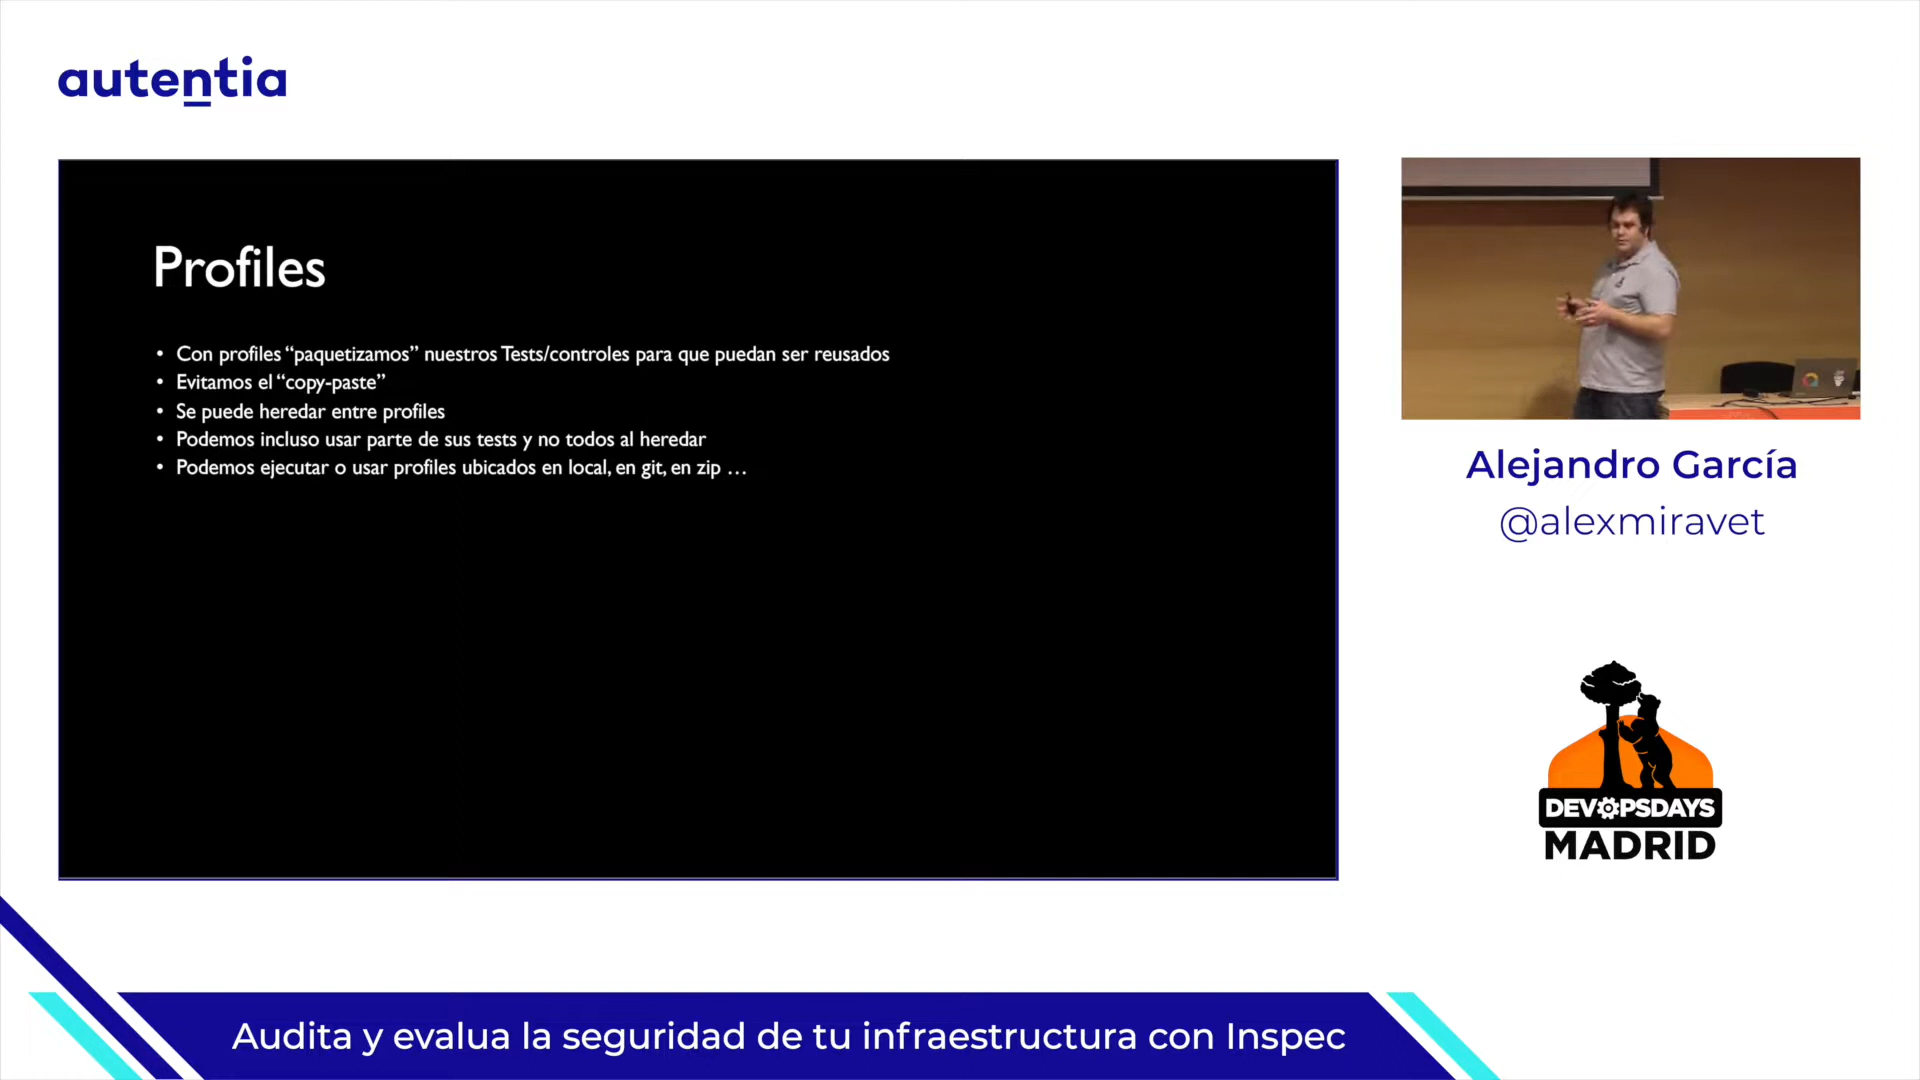 autentia
Profiles
• Con profiles “paquetizamos” nuestros Tests/controles para que puedan ser reusados
• Evitamos el “copy-paste”
• Se puede heredar entre profiles
• Podemos incluso usar parte de sus tests y no todos al heredar
• Podemos ejecutar o usar profiles ubicados en local, en git, en zip …
Alejandro García
@alexmiravet
DEVOPSDAYS
MADRID
Audita y evalua la seguridad de tu infraestructura con Inspec